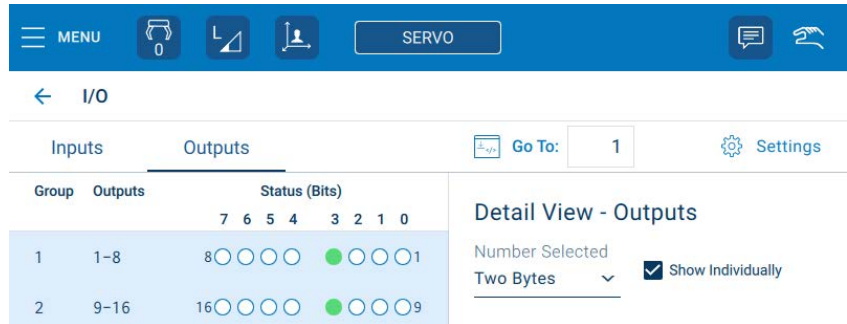 MENU 0 L SERVO
I/O
Inputs Outputs Go To: 1 Settings
Group Outputs Status (Bits)
7 6 5 4 3 2 1 0
Detail View - Outputs
Number Selected
1 1–8 8 1
Two Bytes Show Individually
2 9–16 16 9